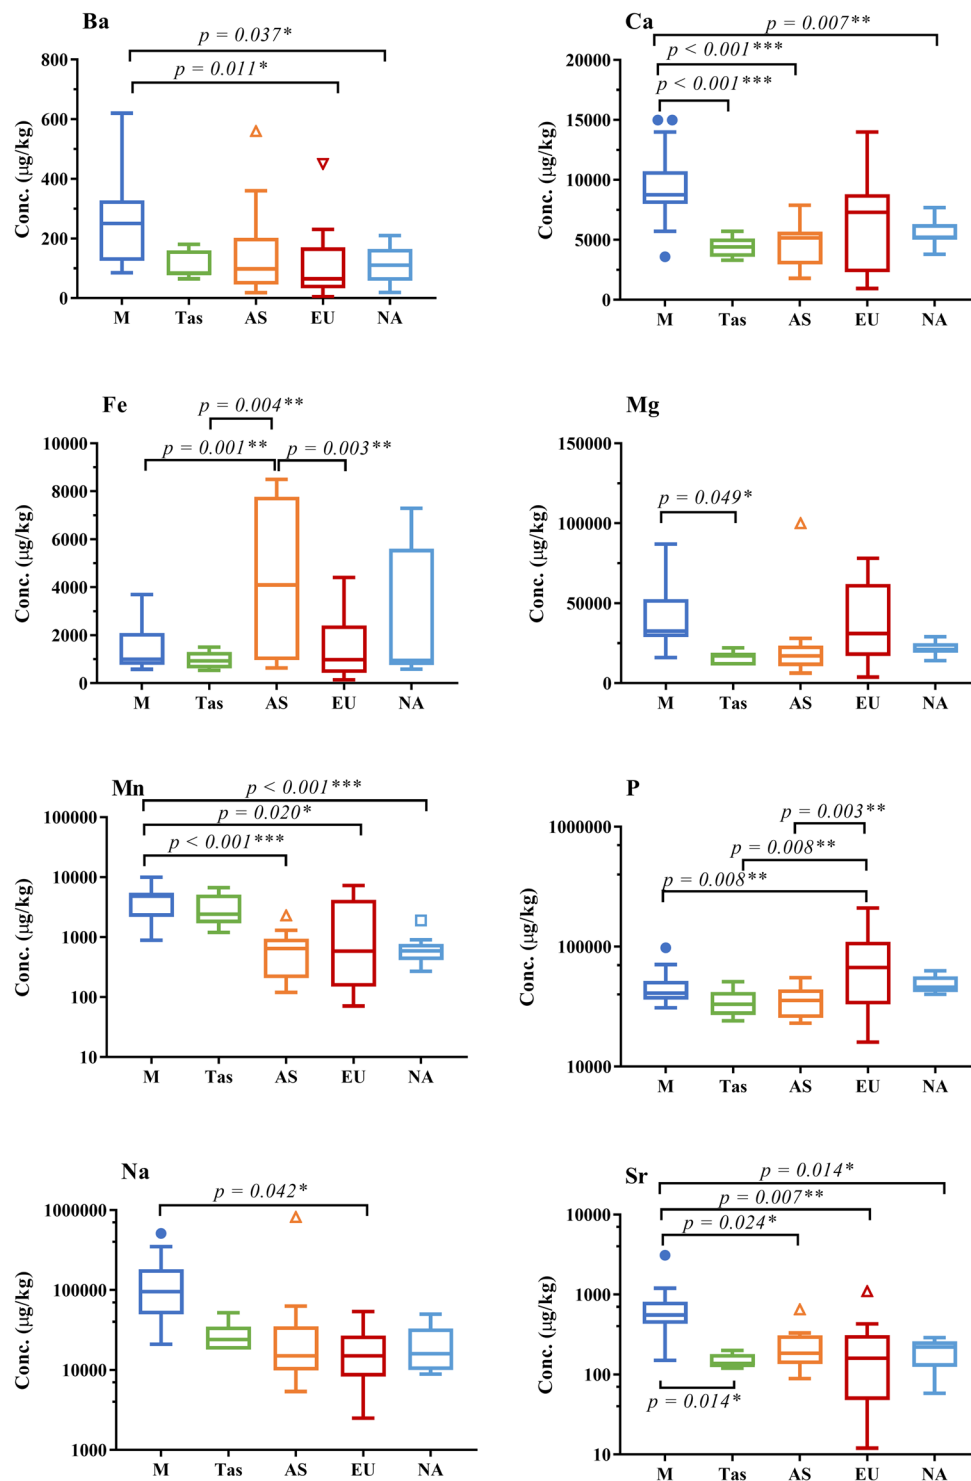 Ba
p = 0.037*
p = 0.011*
800
600
400
200
0
Conc. (µg/kg)
M Tas AS EU NA
Ca
p = 0.007**
p < 0.001***
p < 0.001***
20000
15000
10000
5000
0
Conc. (µg/kg)
M Tas AS EU NA
Fe
p = 0.004**
p = 0.001**
p = 0.003**
10000
8000
6000
4000
2000
0
Conc. (µg/kg)
M Tas AS EU NA
Mg
p = 0.049*
150000
100000
50000
0
Conc. (µg/kg)
M Tas AS EU NA
Mn
p < 0.001***
p = 0.020*
p < 0.001***
100000
10000
1000
100
10
Conc. (µg/kg)
M Tas AS EU NA
P
p = 0.003**
p = 0.008**
p = 0.008**
1000000
100000
10000
Conc. (µg/kg)
M Tas AS EU NA
Na
p = 0.042*
1000000
100000
10000
1000
Conc. (µg/kg)
M Tas AS EU NA
Sr
p = 0.014*
p = 0.007**
p = 0.024*
10000
1000
100
10
p = 0.014*
Conc. (µg/kg)
M Tas AS EU NA